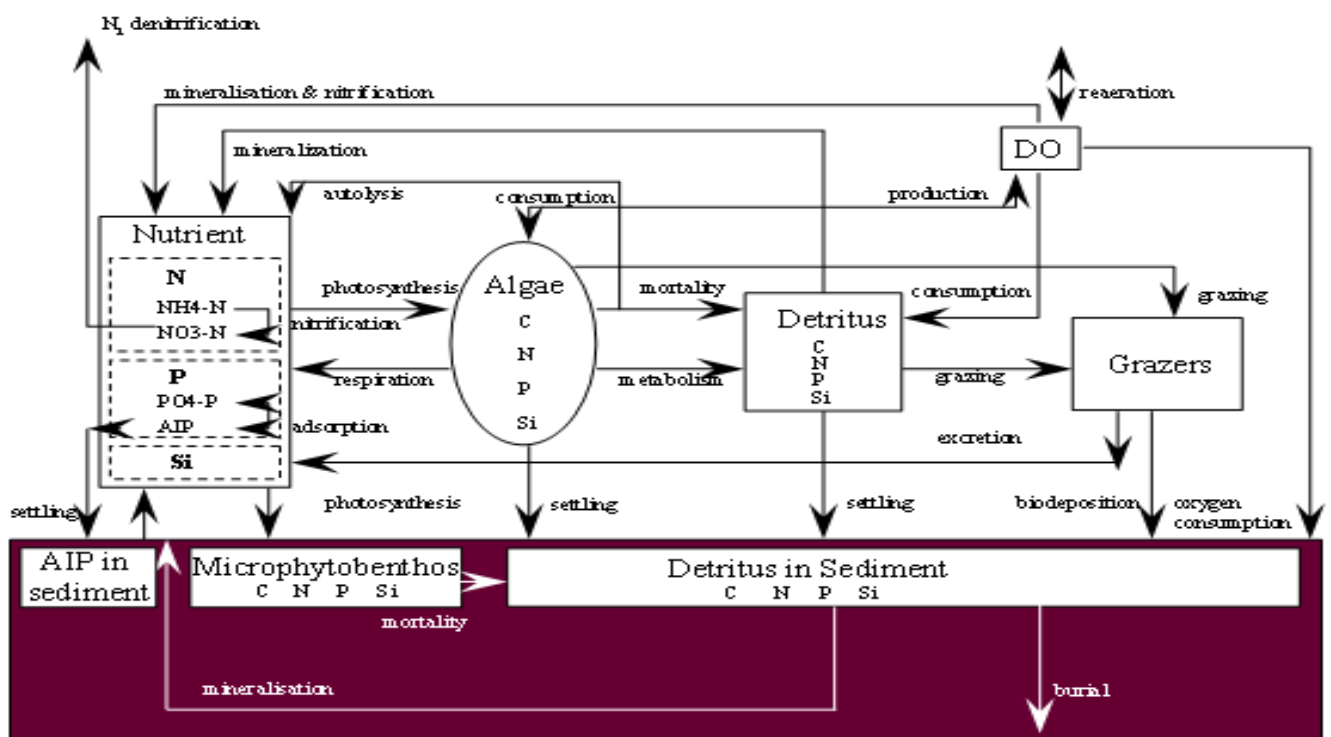 N, denitrification
mineralisation & nitrification
reaeration
DO
mineralization
autolysis
consumption
production
Nutrient
N
NH4-N
NO3-N
photosynthesis
nitrification
Algae
C
N
P
Si
mortality
Detritus
C
N
P
Si
consumption
grazing
Grazers
P
PO4-P
AIP
respiration
metabolism
grazing
adsorption
excretion
Si
settling
photosynthesis
settling
settling
biodeposition
oxygen
consumption
AIP in
sediment
Microphytobenthos
C N P Si
Detritus in Sediment
C N P Si
mortality
mineralisation
burial